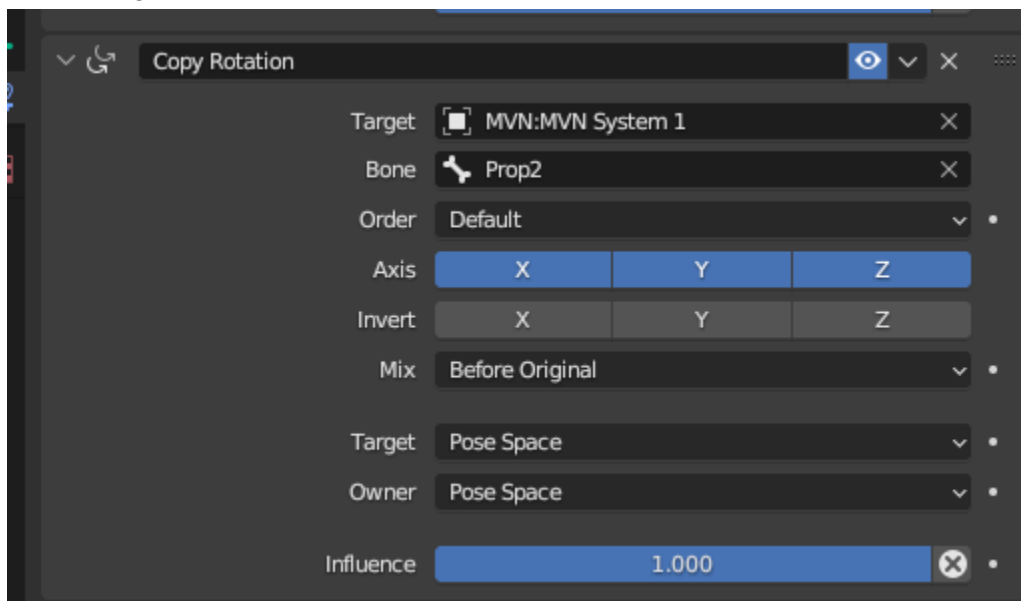 Copy Rotation
Target MVN:MVN System 1
Bone Prop2
Order Default
Axis X Y Z
Invert X Y Z
Mix Before Original
Target Pose Space
Owner Pose Space
Influence 1.000